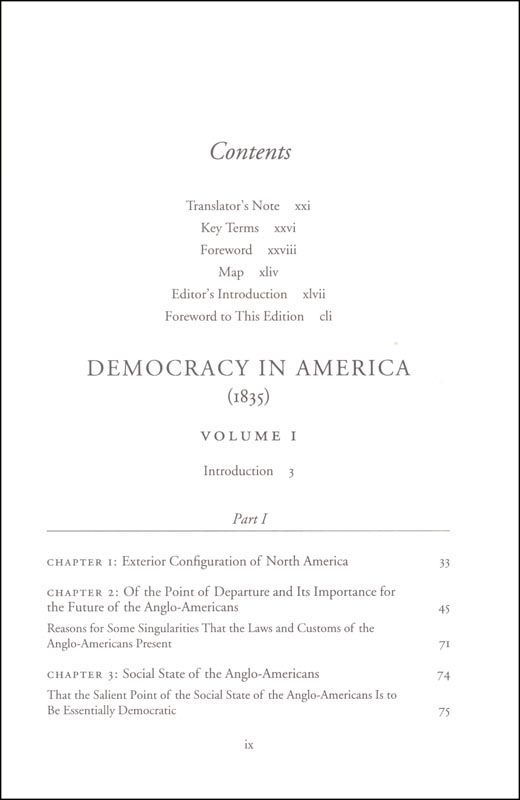 Contents
Translator's Note xxi
Key Terms xxvi
Foreword xxviii
Map xliv
Editor's Introduction xlvii
Foreword to This Edition cli
DEMOCRACY IN AMERICA
(1835)
VOLUME I
Introduction 3
Part I
CHAPTER 1: Exterior Configuration of North America 33
CHAPTER 2: Of the Point of Departure and Its Importance for
the Future of the Anglo-Americans 45
Reasons for Some Singularities That the Laws and Customs of the
Anglo-Americans Present 71
CHAPTER 3: Social State of the Anglo-Americans 74
That the Salient Point of the Social State of the Anglo-Americans Is to
Be Essentially Democratic 75
ix